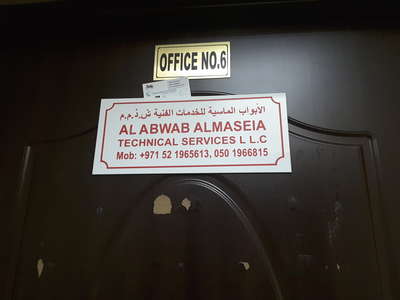 OFFICE NO.6
الأبواب الماسية للخدمات الفنية ش.ذ.م.م
AL ABWAB ALMASEIA
TECHNICAL SERVICES L L.C
Mob: +971 52 1965613, 050 1966815